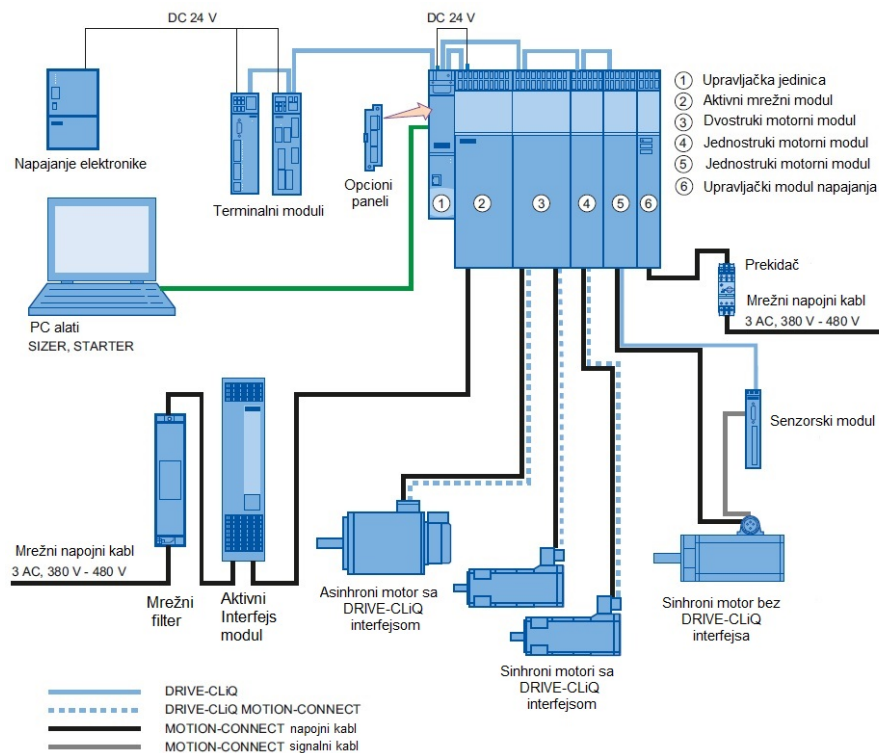 DC 24 V
DC 24 V
① Upravljačka jedinica
② Aktivni mrežni modul
③ Dvostruki motorni modul
④ Jednostruki motorni modul
⑤ Jednostruki motorni modul
⑥ Upravljački modul napajanja
Napajanje elektronike
Terminalni moduli
Opcioni
paneli
① ② ③ ④ ⑤ ⑥
Prekidač
Mrežni napojni kabl
3 AC, 380 V - 480 V
PC alati
SIZER, STARTER
Senzorski modul
Mrežni napojni kabl
3 AC, 380 V - 480 V
Mrežni
filter
Aktivni
Interfejs
modul
Asinhroni motor sa
DRIVE-CLiQ
interfejsom
Sinhroni motori sa
DRIVE-CLiQ
interfejsom
Sinhroni motor bez
DRIVE-CLiQ
interfejsa
DRIVE-CLiQ
DRIVE-CLiQ MOTION-CONNECT
MOTION-CONNECT napojni kabl
MOTION-CONNECT signalni kabl